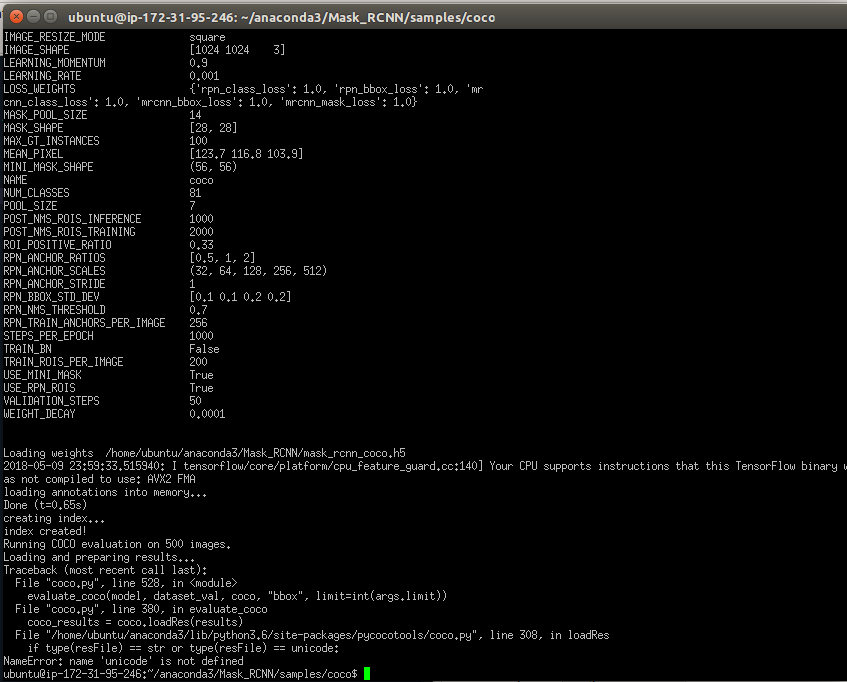 ubuntu@ip-172-31-95-246: ~/anaconda3/Mask_RCNN/samples/coco
IMAGE_RESIZE_MODE square
IMAGE_SHAPE [1024 1024 3]
LEARNING_MOMENTUM 0.9
LEARNING_RATE 0.001
LOSS_WEIGHTS {'rpn_class_loss': 1.0, 'rpn_bbox_loss': 1.0, 'mr
cnn_class_loss': 1.0, 'mrcnn_bbox_loss': 1.0, 'mrcnn_mask_loss': 1.0}
MASK_POOL_SIZE 14
MASK_SHAPE [28, 28]
MAX_GT_INSTANCES 100
MEAN_PIXEL [123.7 116.8 103.9]
MINI_MASK_SHAPE (56, 56)
NAME coco
NUM_CLASSES 81
POOL_SIZE 7
POST_NMS_ROIS_INFERENCE 1000
POST_NMS_ROIS_TRAINING 2000
ROI_POSITIVE_RATIO 0.33
RPN_ANCHOR_RATIOS [0.5, 1, 2]
RPN_ANCHOR_SCALES (32, 64, 128, 256, 512)
RPN_ANCHOR_STRIDE 1
RPN_BBOX_STD_DEV [0.1 0.1 0.2 0.2]
RPN_NMS_THRESHOLD 0.7
RPN_TRAIN_ANCHORS_PER_IMAGE 256
STEPS_PER_EPOCH 1000
TRAIN_BN False
TRAIN_ROIS_PER_IMAGE 200
USE_MINI_MASK True
USE_RPN_ROIS True
VALIDATION_STEPS 50
WEIGHT_DECAY 0.0001
Loading weights /home/ubuntu/anaconda3/Mask_RCNN/mask_rcnn_coco.h5
2018-05-09 23:59:33.515940: I tensorflow/core/platform/cpu_feature_guard.cc:140] Your CPU supports instructions that this TensorFlow binary w
as not compiled to use: AVX2 FMA
loading annotations into memory...
Done (t=0.65s)
creating index...
index created!
Running COCO evaluation on 500 images.
Loading and preparing results...
Traceback (most recent call last):
File "coco.py", line 528, in <module>
evaluate_coco(model, dataset_val, coco, "bbox", limit=int(args.limit))
File "coco.py", line 380, in evaluate_coco
coco_results = coco.loadRes(results)
File "/home/ubuntu/anaconda3/lib/python3.6/site-packages/pycocotools/coco.py", line 308, in loadRes
if type(resFile) == str or type(resFile) == unicode:
NameError: name 'unicode' is not defined
ubuntu@ip-172-31-95-246:~/anaconda3/Mask_RCNN/samples/coco$